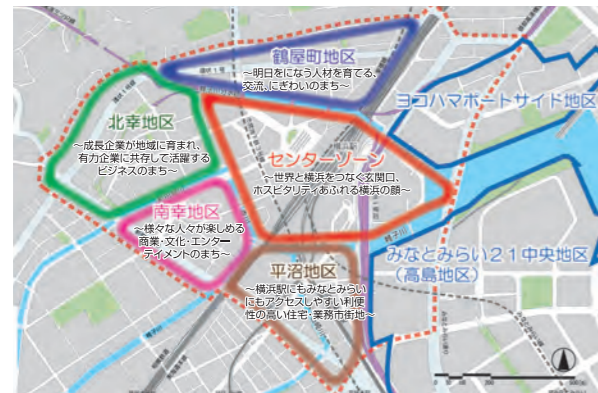 鶴屋町地区
～明日をになう人材を育てる、
交流、にぎわいのまち～
ヨコハマポートサイド地区
北幸地区
～成長企業が地域に育まれ、
有力企業に共存して活躍する
ビジネスのまち～
センターゾーン
～世界と横浜をつなぐ玄関口、
ホスピタリティあふれる横浜の顔～
南幸地区
～様々な人々が楽しめる
商業・文化・エンター
テイメントのまち～
平沼地区
～横浜駅にもみなとみらい
にもアクセスしやすい利便
性の高い住宅・業務市街地～
みなとみらい21中央地区
（高島地区）
横浜駅